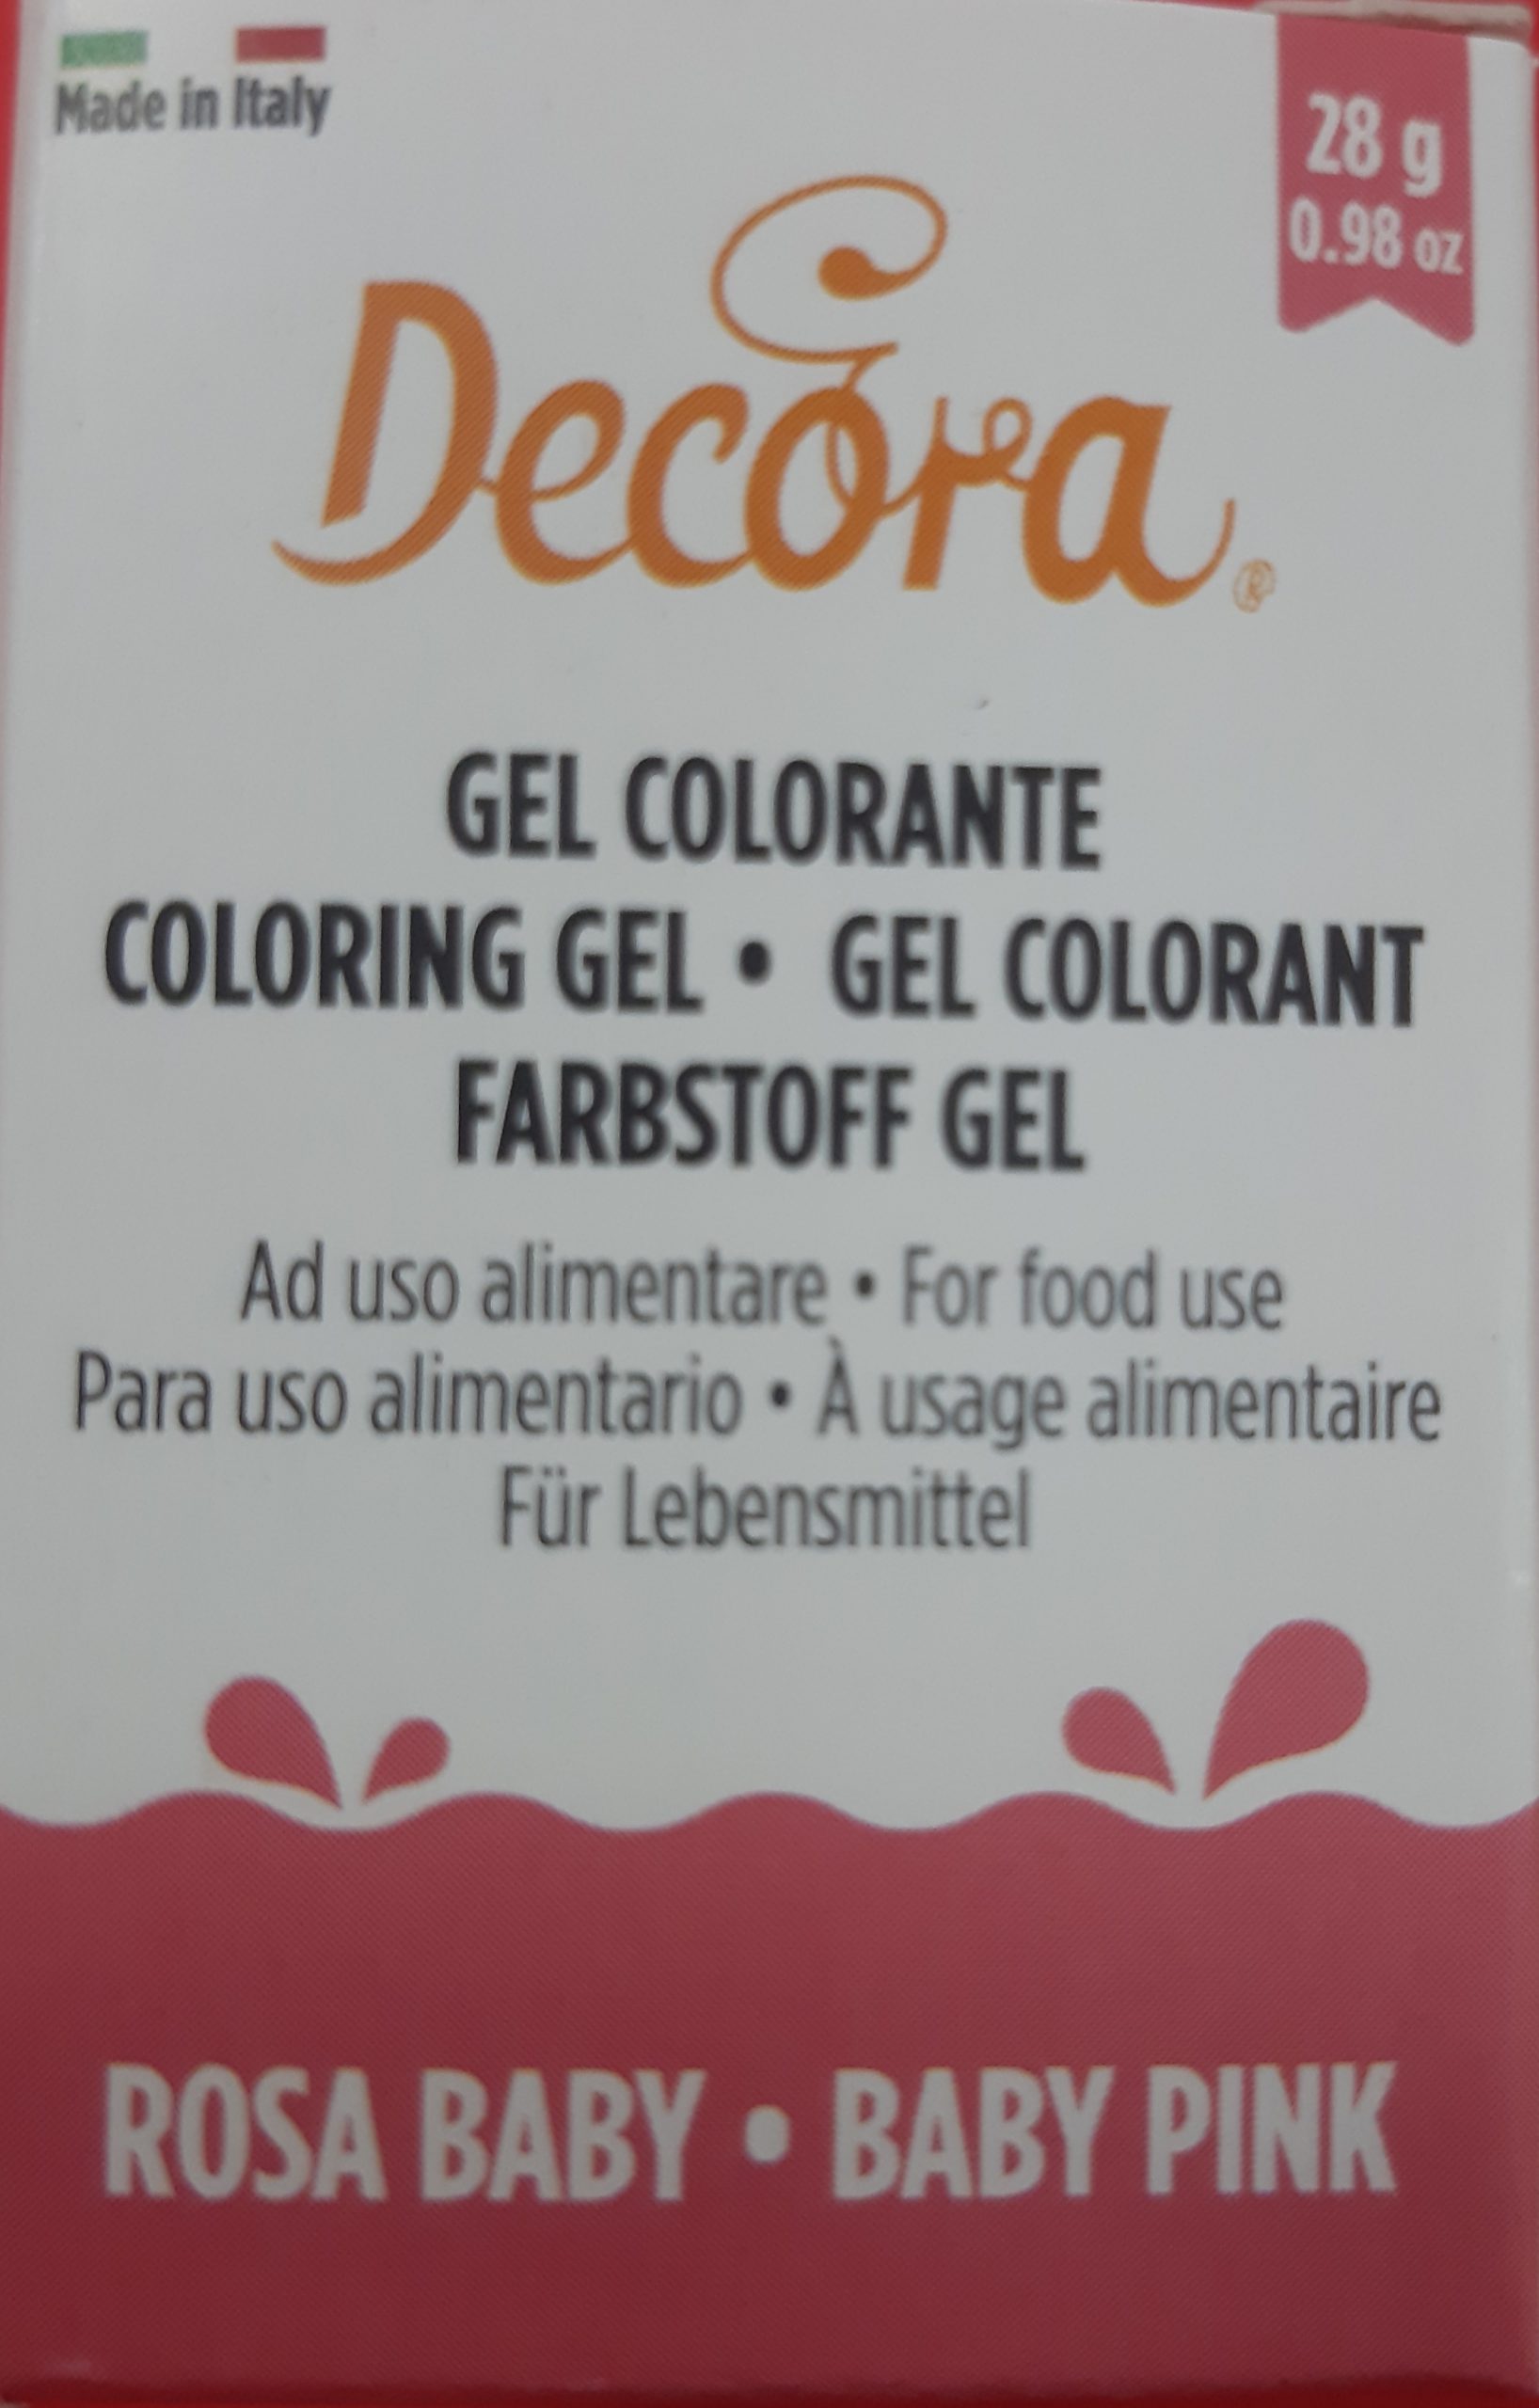 Made in Italy
28 g
0.98 oz
Decora®
GEL COLORANTE
COLORING GEL • GEL COLORANT
FARBSTOFF GEL
Ad uso alimentare • For food use
Para uso alimentario • À usage alimentaire
Für Lebensmittel
ROSA BABY • BABY PINK